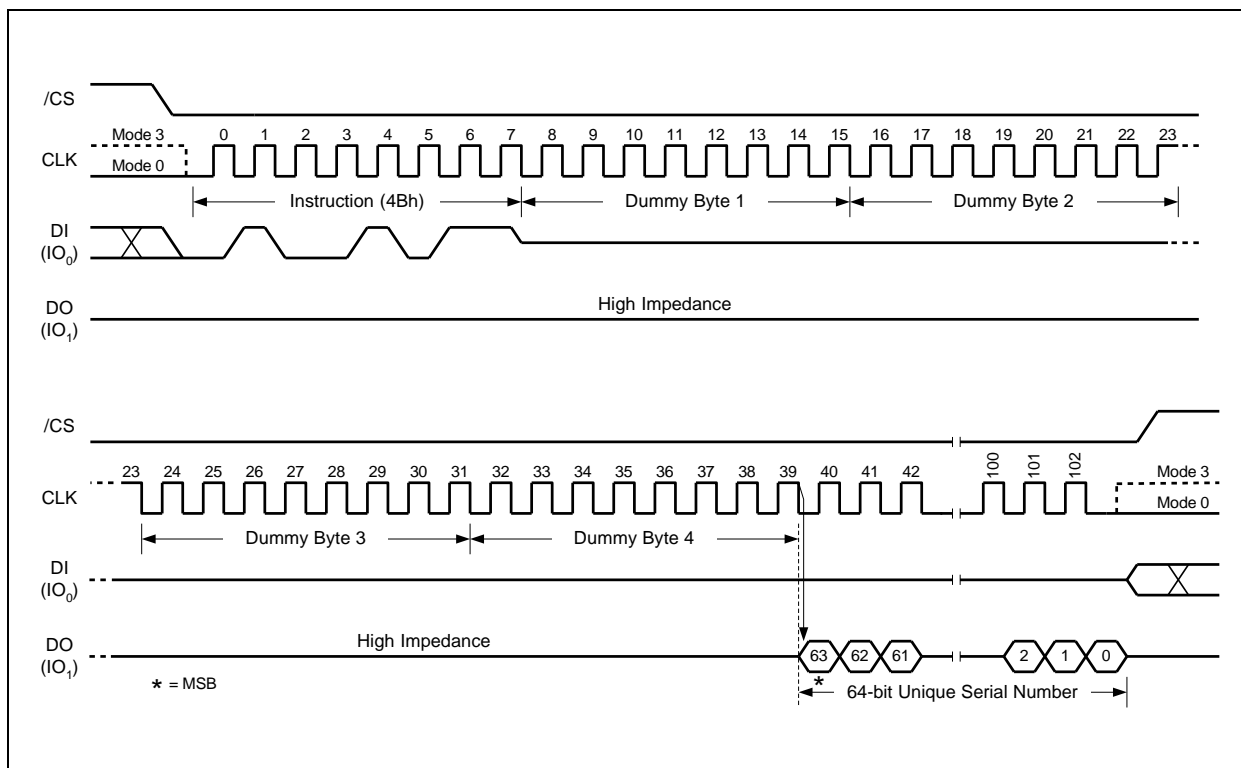 /CS
Mode 3
0 1 2 3 4 5 6 7 8 9 10 11 12 13 14 15 16 17 18 19 20 21 22 23
CLK
Mode 0
Instruction (4Bh) Dummy Byte 1 Dummy Byte 2
DI
(IO0)
High Impedance
DO
(IO1)
/CS
23 24 25 26 27 28 29 30 31 32 33 34 35 36 37 38 39 40 41 42 100 101 102
Mode 3
CLK
Mode 0
Dummy Byte 3 Dummy Byte 4
DI
(IO0)
High Impedance
DO
(IO1)
63 62 61 2 1 0
* = MSB
*
64-bit Unique Serial Number